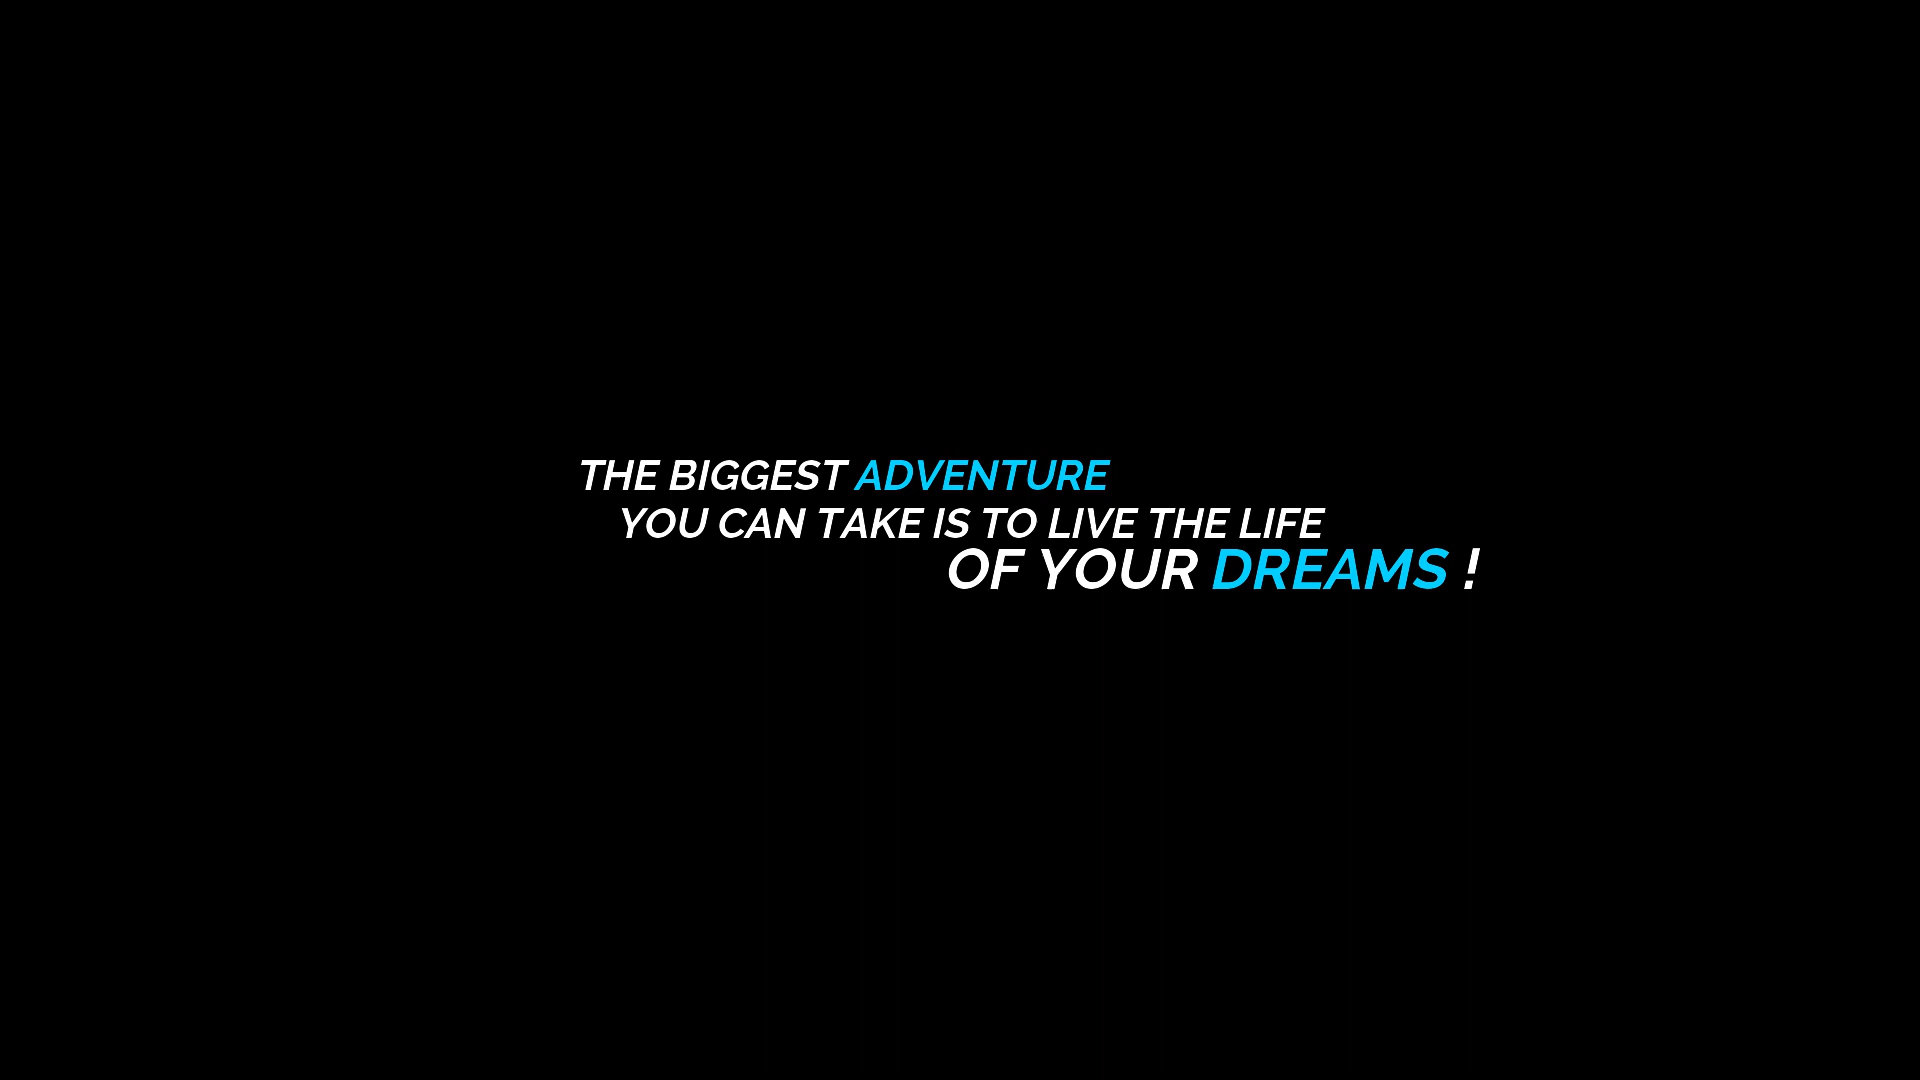 THE BIGGEST ADVENTURE
YOU CAN TAKE IS TO LIVE THE LIFE
OF YOUR DREAMS !